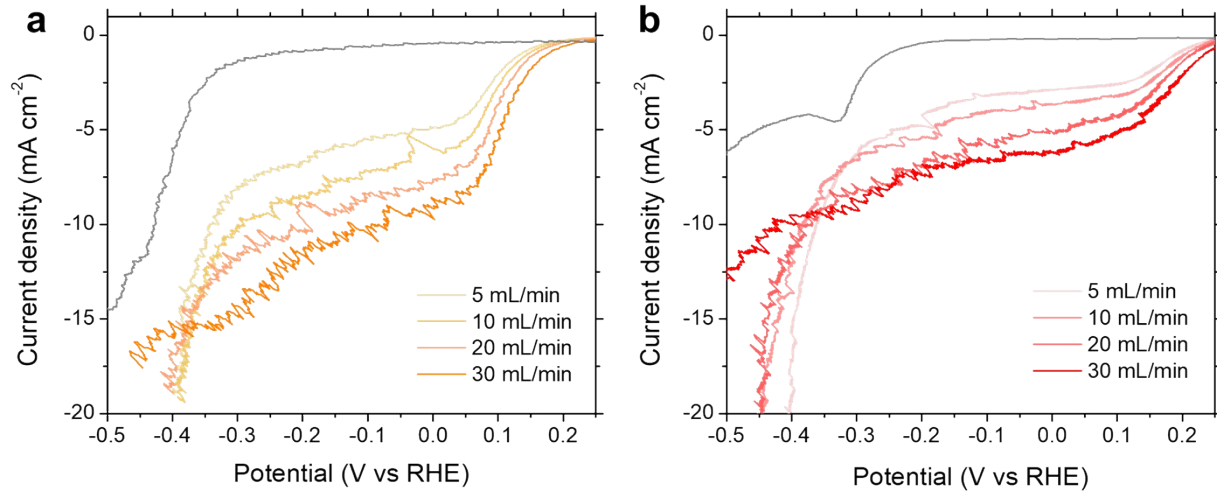 a
0
-5
-10
-15
-20
Current density (mA cm⁻²)
5 mL/min
10 mL/min
20 mL/min
30 mL/min
-0.5 -0.4 -0.3 -0.2 -0.1 0.0 0.1 0.2
Potential (V vs RHE)
b
0
-5
-10
-15
-20
Current density (mA cm⁻²)
5 mL/min
10 mL/min
20 mL/min
30 mL/min
-0.5 -0.4 -0.3 -0.2 -0.1 0.0 0.1 0.2
Potential (V vs RHE)